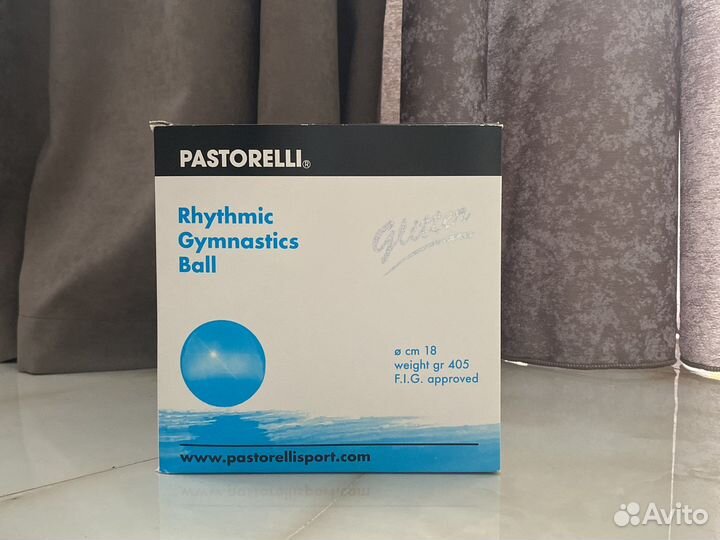 PASTORELLI®
Rhythmic
Gymnastics
Ball
Glitter
ø cm 18
weight gr 405
F.I.G. approved
www.pastorellisport.com
Avito